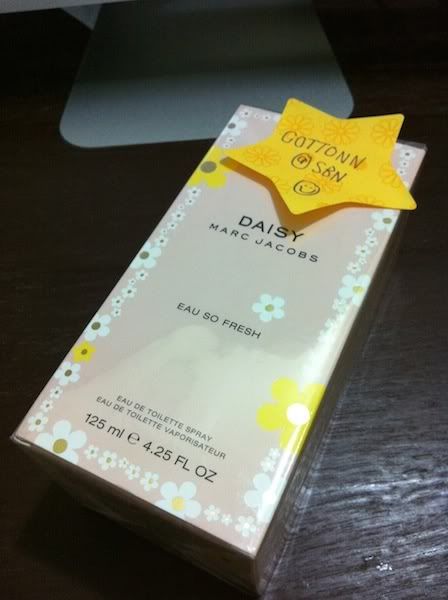 COTTONN
@ SBN
DAISY
MARC JACOBS
EAU SO FRESH
EAU DE TOILETTE SPRAY
EAU DE TOILETTE VAPORISATEUR
125 ml ℮ 4.25 FL OZ